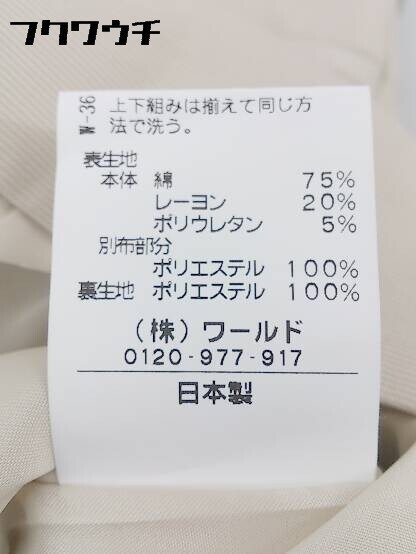 フクワウチ
W-36
上下組みは揃えて同じ方
法で洗う。
表生地
本体 綿 75%
レーヨン 20%
ポリウレタン 5%
別布部分
ポリエステル 100%
裏生地 ポリエステル 100%
(株)ワールド
0120-977-917
日本製